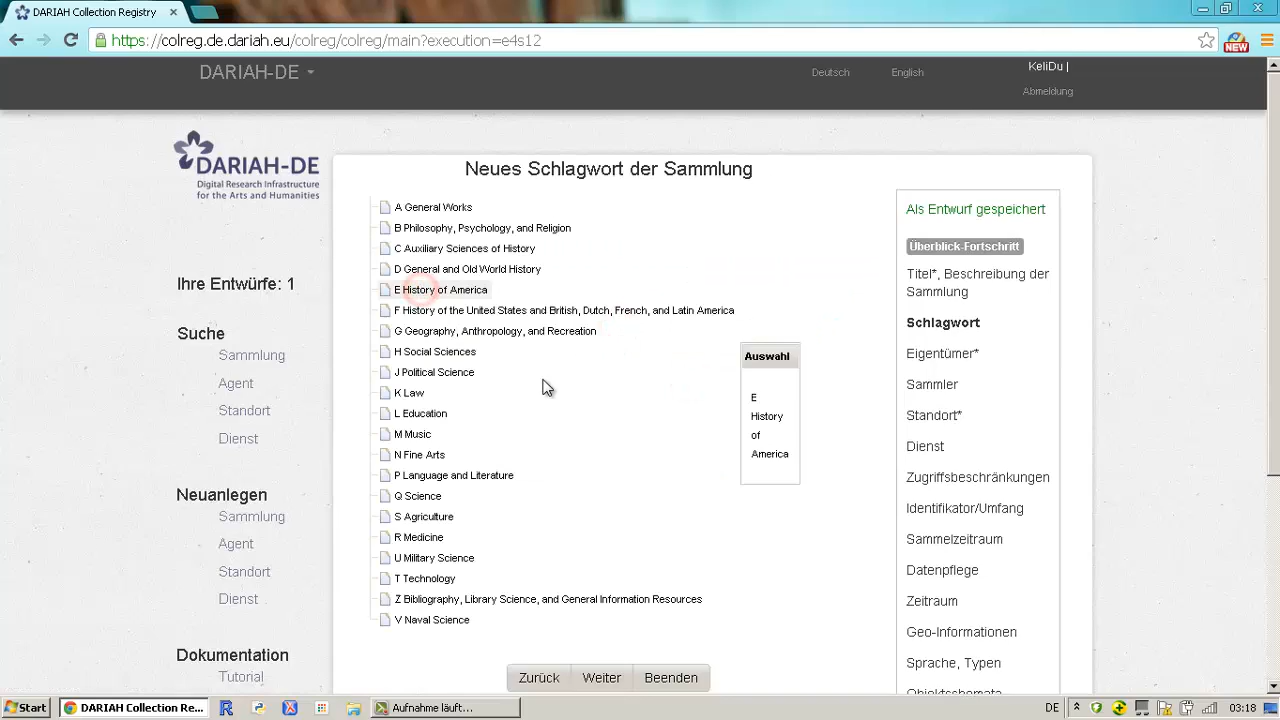 DARIAH Collection Registry
https://colreg.de.dariah.eu/colreg/colreg/main?execution=e4s12
NEW
DARIAH-DE
Deutsch
English
KeliDu |
Abmeldung
DARIAH-DE
Digital Research Infrastructure
for the Arts and Humanities
Ihre Entwürfe: 1
Suche
Sammlung
Agent
Standort
Dienst
Neuanlegen
Sammlung
Agent
Standort
Dienst
Dokumentation
Tutorial
Neues Schlagwort der Sammlung
A General Works
B Philosophy, Psychology, and Religion
C Auxiliary Sciences of History
D General and Old World History
E History of America
F History of the United States and British, Dutch, French, and Latin America
G Geography, Anthropology, and Recreation
H Social Sciences
J Political Science
K Law
L Education
M Music
N Fine Arts
P Language and Literature
Q Science
S Agriculture
R Medicine
U Military Science
T Technology
Z Bibliography, Library Science, and General Information Resources
V Naval Science
Auswahl
E
History
of
America
Zurück
Weiter
Beenden
Als Entwurf gespeichert
Überblick-Fortschritt
Titel*, Beschreibung der
Sammlung
Schlagwort
Eigentümer*
Sammler
Standort*
Dienst
Zugriffsbeschränkungen
Identifikator/Umfang
Sammelzeitraum
Datenpflege
Zeitraum
Geo-Informationen
Sprache, Typen
Objektschemata
Start
DARIAH Collection Re...
Aufnahme läuft...
DE
03:18